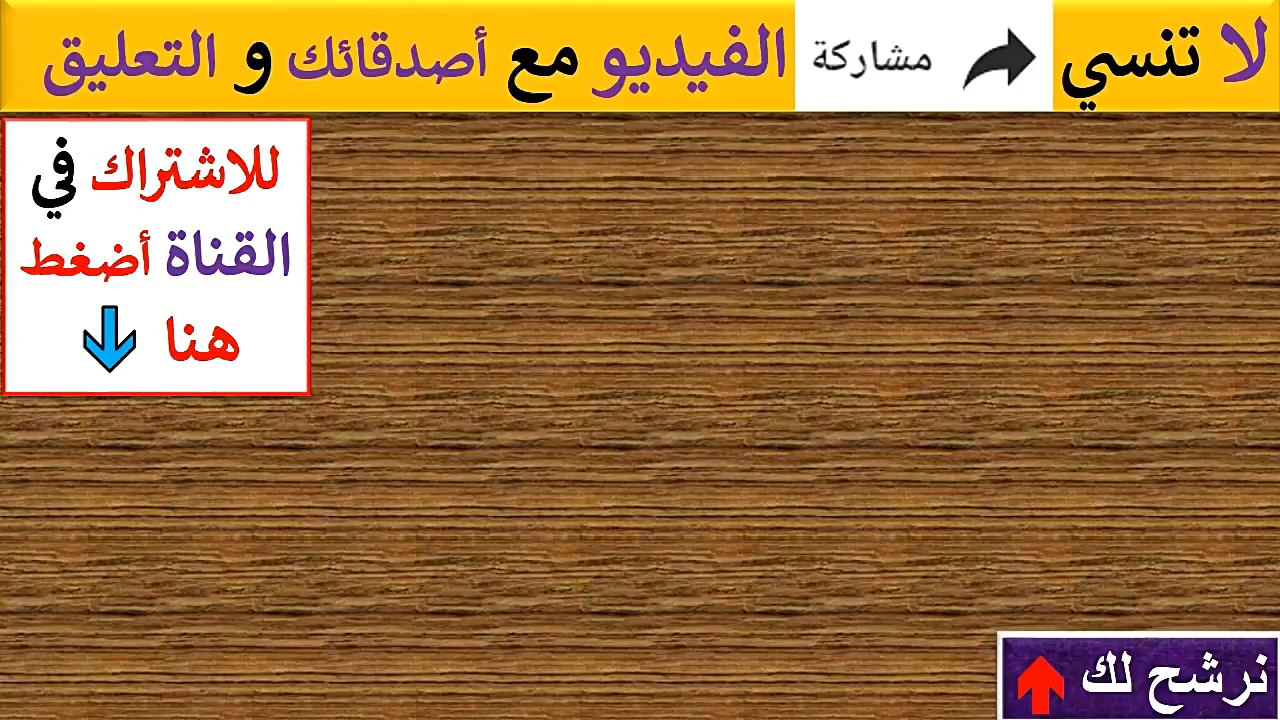 لا تنسي مشاركة الفيديو مع أصدقائك و التعليق
للاشتراك في
القناة أضغط
هنا
نرشح لك